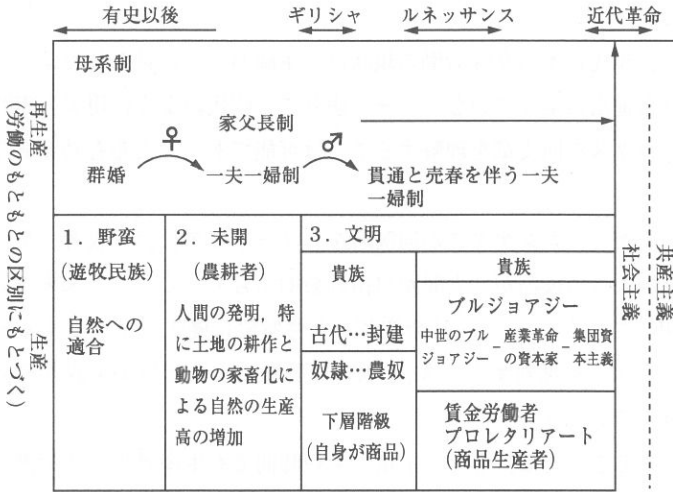 有史以後
ギリシャ
ルネッサンス
近代革命
母系制
家父長制
♀
♂
群婚
一夫一婦制
貫通と売春を伴う一夫
一婦制
再生産
生産
(労働のもともとの区別にもとづく)
1. 野蛮
(遊牧民族)
自然への
適合
2. 未開
(農耕者)
人間の発明, 特
に土地の耕作と
動物の家畜化に
よる自然の生産
高の増加
3. 文明
貴族
古代…封建
奴隷…農奴
下層階級
(自身が商品)
貴族
ブルジョアジー
中世のブル
ジョアジー
–
産業革命
の資本家
–
集団資
本主義
賃金労働者
プロレタリアート
(商品生産者)
社会主義
共産主義